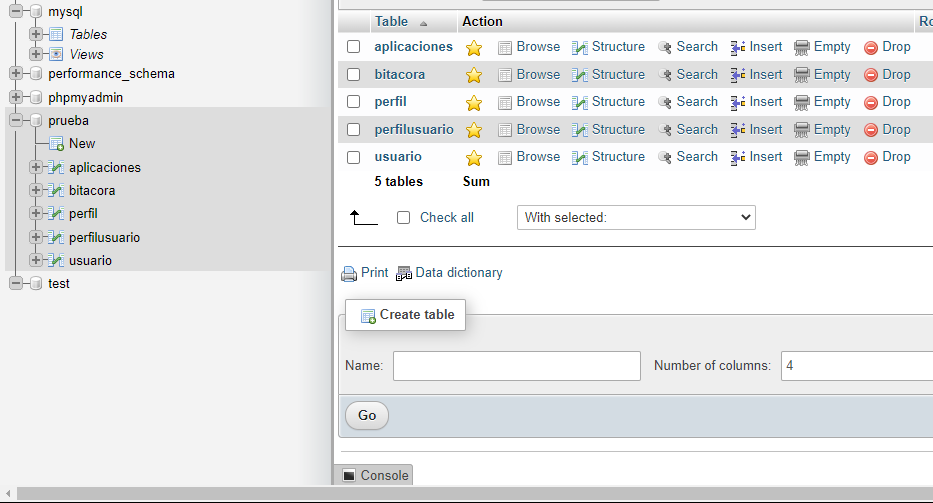 mysql
Tables
Views
performance_schema
phpmyadmin
prueba
New
aplicaciones
bitacora
perfil
perfilusuario
usuario
test
Table Action
aplicaciones Browse Structure Search Insert Empty Drop
bitacora Browse Structure Search Insert Empty Drop
perfil Browse Structure Search Insert Empty Drop
perfilusuario Browse Structure Search Insert Empty Drop
usuario Browse Structure Search Insert Empty Drop
5 tables Sum
Check all With selected:
Print Data dictionary
Create table
Name: Number of columns: 4
Go
Console